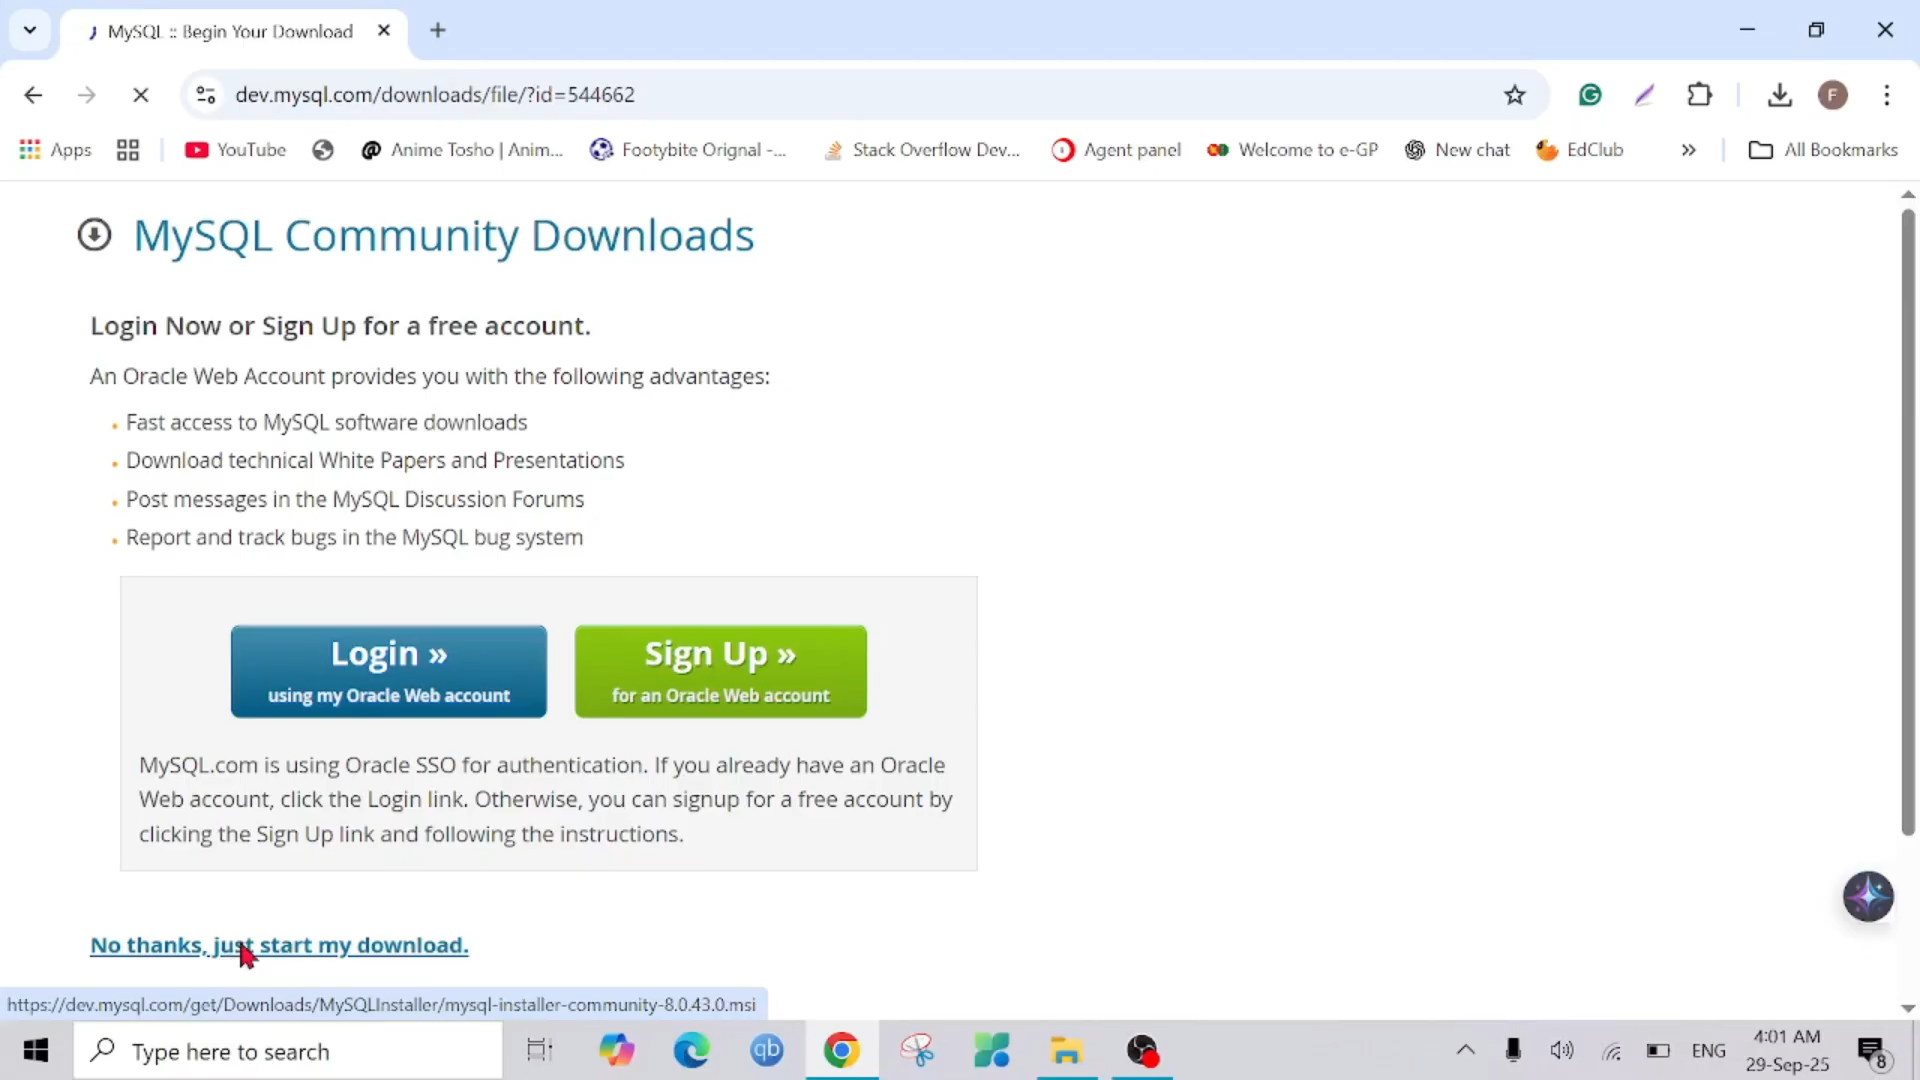 MySQL :: Begin Your Download
dev.mysql.com/downloads/file/?id=544662
F
Apps
YouTube
Anime Tosho | Anim...
Footybite Orignal -...
Stack Overflow Dev...
Agent panel
Welcome to e-GP
New chat
EdClub
»
All Bookmarks
MySQL Community Downloads
Login Now or Sign Up for a free account.
An Oracle Web Account provides you with the following advantages:
Fast access to MySQL software downloads
Download technical White Papers and Presentations
Post messages in the MySQL Discussion Forums
Report and track bugs in the MySQL bug system
Login »
using my Oracle Web account
Sign Up »
for an Oracle Web account
MySQL.com is using Oracle SSO for authentication. If you already have an Oracle
Web account, click the Login link. Otherwise, you can signup for a free account by
clicking the Sign Up link and following the instructions.
No thanks, just start my download.
https://dev.mysql.com/get/Downloads/MySQLInstaller/mysql-installer-community-8.0.43.0.msi
Type here to search
qb
ENG
4:01 AM
29-Sep-25
8